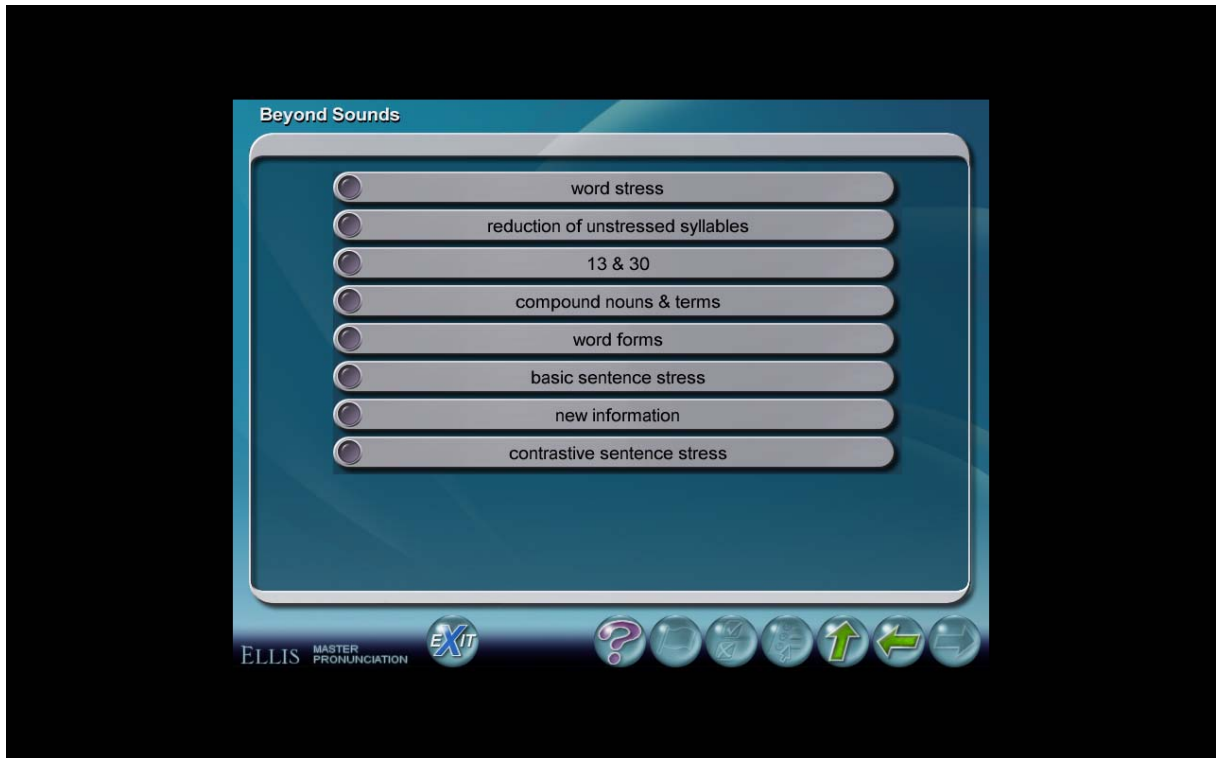 Beyond Sounds
word stress
reduction of unstressed syllables
13 & 30
compound nouns & terms
word forms
basic sentence stress
new information
contrastive sentence stress
EXIT
?
ELLIS MASTER
PRONUNCIATION